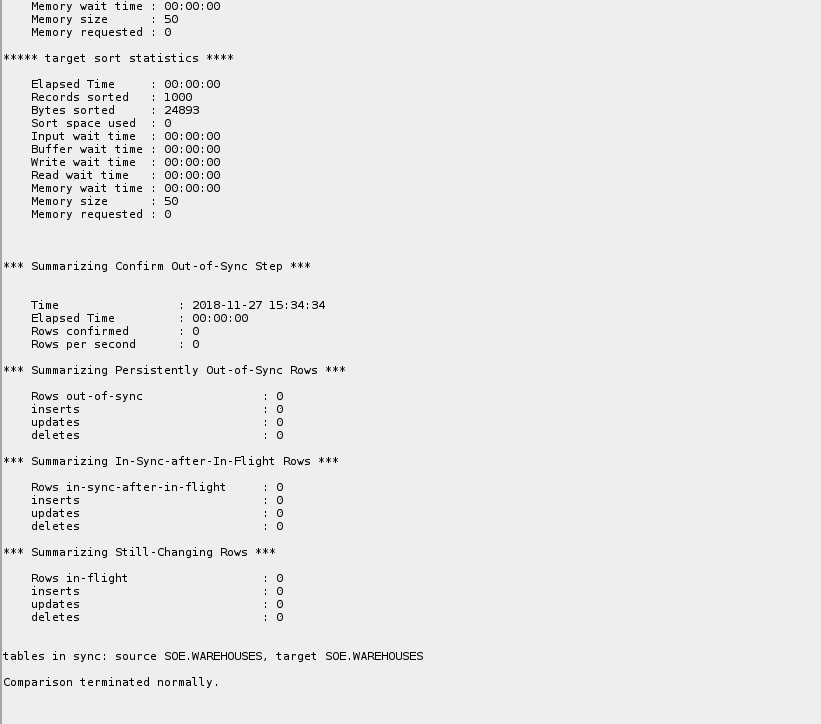 Memory wait time : 00:00:00
Memory size      : 50
Memory requested : 0
***** target sort statistics ****
Elapsed Time     : 00:00:00
Records sorted   : 1000
Bytes sorted     : 24893
Sort space used  : 0
Input wait time  : 00:00:00
Buffer wait time : 00:00:00
Write wait time  : 00:00:00
Read wait time   : 00:00:00
Memory wait time : 00:00:00
Memory size      : 50
Memory requested : 0
*** Summarizing Confirm Out-of-Sync Step ***
Time                 : 2018-11-27 15:34:34
Elapsed Time         : 00:00:00
Rows confirmed       : 0
Rows per second      : 0
*** Summarizing Persistently Out-of-Sync Rows ***
Rows out-of-sync                 : 0
inserts                          : 0
updates                          : 0
deletes                          : 0
*** Summarizing In-Sync-after-In-Flight Rows ***
Rows in-sync-after-in-flight     : 0
inserts                          : 0
updates                          : 0
deletes                          : 0
*** Summarizing Still-Changing Rows ***
Rows in-flight                   : 0
inserts                          : 0
updates                          : 0
deletes                          : 0
tables in sync: source SOE.WAREHOUSES, target SOE.WAREHOUSES
Comparison terminated normally.